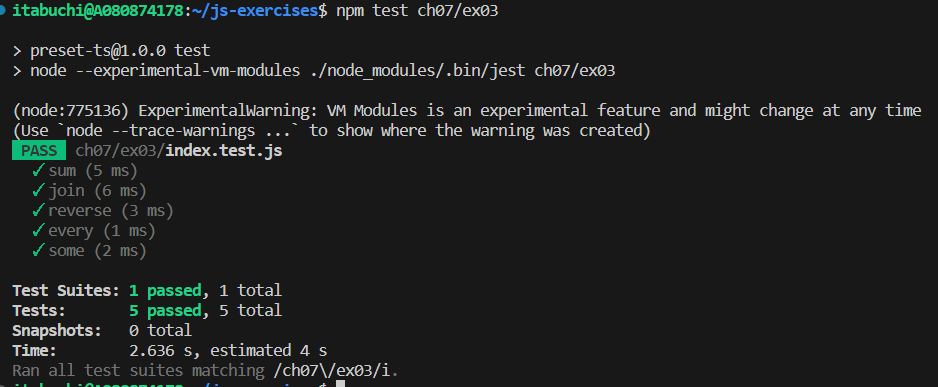 itabuchi@A080874178:~/js-exercises$ npm test ch07/ex03
> preset-ts@1.0.0 test
> node --experimental-vm-modules ./node_modules/.bin/jest ch07/ex03
(node:775136) ExperimentalWarning: VM Modules is an experimental feature and might change at any time
(Use `node --trace-warnings ...` to show where the warning was created)
PASS ch07/ex03/index.test.js
✓ sum (5 ms)
✓ join (6 ms)
✓ reverse (3 ms)
✓ every (1 ms)
✓ some (2 ms)
Test Suites: 1 passed, 1 total
Tests: 5 passed, 5 total
Snapshots: 0 total
Time: 2.636 s, estimated 4 s
Ran all test suites matching /ch07\/ex03/i.
itabuchi@A080874178:~/js-exercises$